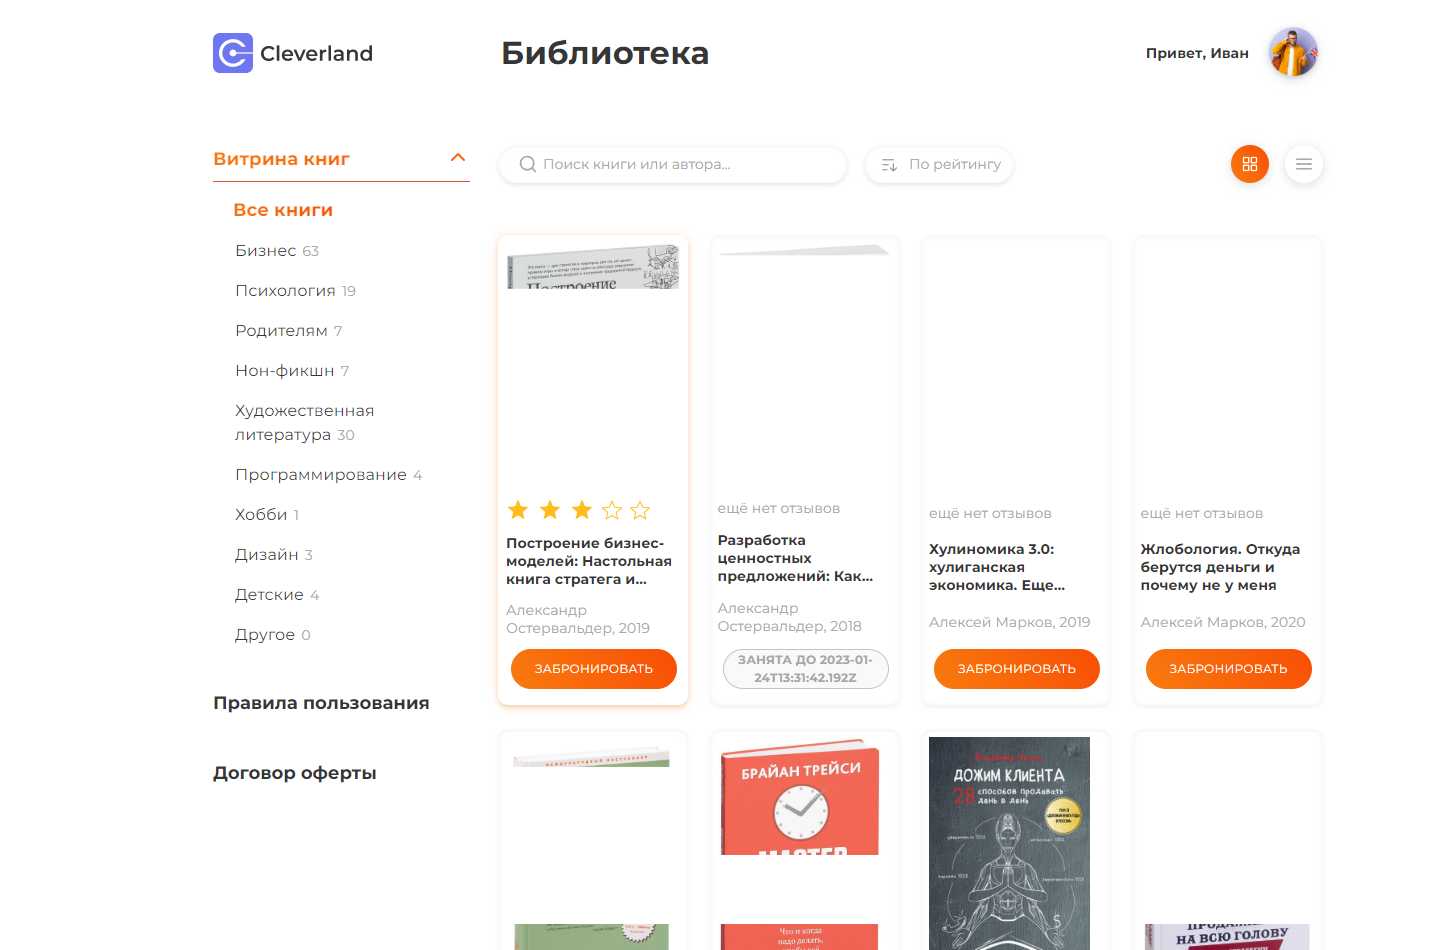 Cleverland
Библиотека
Привет, Иван
Витрина книг
Все книги
Бизнес 63
Психология 19
Родителям 7
Нон-фикшн 7
Художественная
литература 30
Программирование 4
Хобби 1
Дизайн 3
Детские 4
Другое 0
Правила пользования
Договор оферты
Поиск книги или автора...
По рейтингу
Построение
Построение бизнес-
моделей: Настольная
книга стратега и...
Александр
Остервальдер, 2019
ЗАБРОНИРОВАТЬ
ещё нет отзывов
Разработка
ценностных
предложений: Как...
Александр
Остервальдер, 2018
ЗАНЯТА ДО 2023-01-
24T13:31:42.192Z
ещё нет отзывов
Хулиномика 3.0:
хулиганская
экономика. Еще...
Алексей Марков, 2019
ЗАБРОНИРОВАТЬ
ещё нет отзывов
Жлобология. Откуда
берутся деньги и
почему не у меня
Алексей Марков, 2020
ЗАБРОНИРОВАТЬ
МЕЖДУНАРОДНЫЙ БЕСТСЕЛЛЕР
БРАЙАН ТРЕЙСИ
МАСТЕР
Что и когда
надо делать,
ДОЖИМ КЛИЕНТА
28 способов продавать
день в день
НА ВСЮ ГОЛОВУ